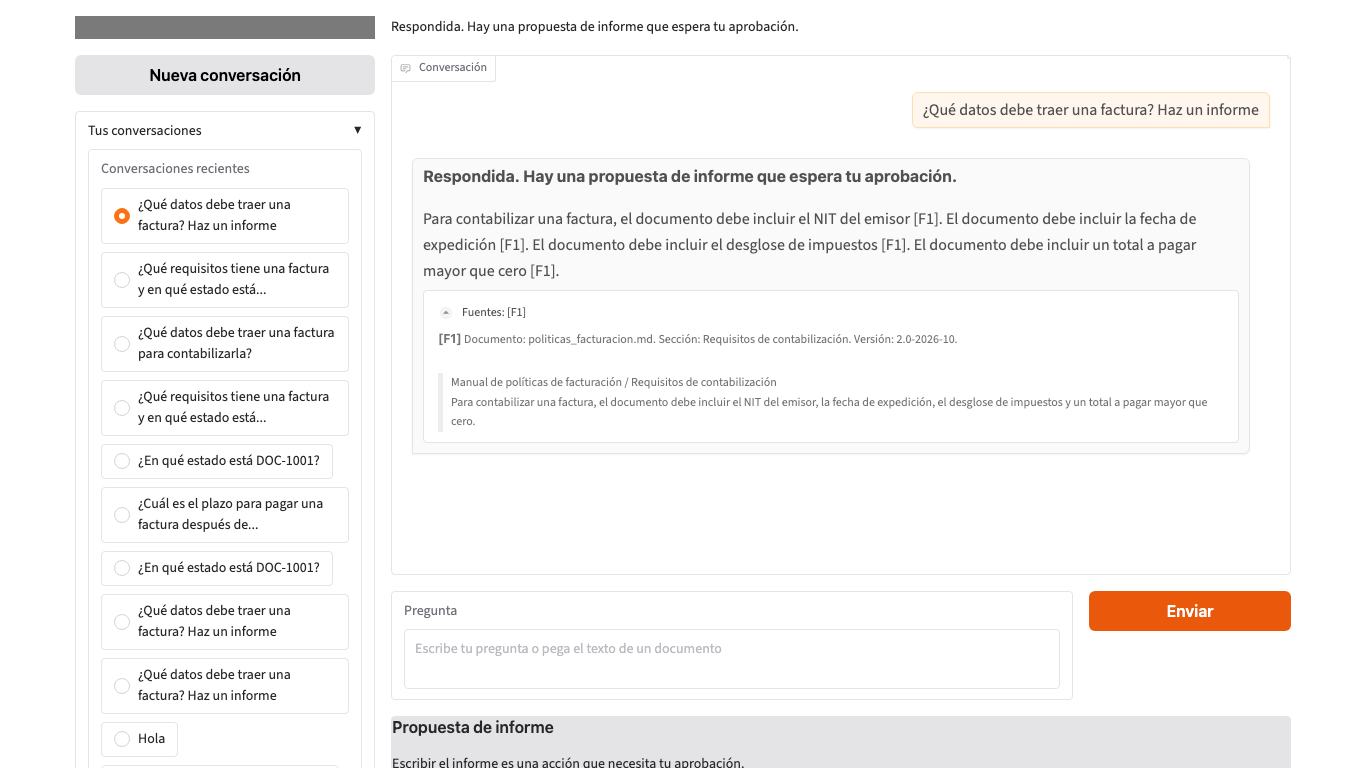 Respondida. Hay una propuesta de informe que espera tu aprobación.
Nueva conversación
Tus conversaciones ▼
Conversaciones recientes
¿Qué datos debe traer una
factura? Haz un informe
¿Qué requisitos tiene una factura
y en qué estado está...
¿Qué datos debe traer una factura
para contabilizarla?
¿Qué requisitos tiene una factura
y en qué estado está...
¿En qué estado está DOC-1001?
¿Cuál es el plazo para pagar una
factura después de...
¿En qué estado está DOC-1001?
¿Qué datos debe traer una
factura? Haz un informe
¿Qué datos debe traer una
factura? Haz un informe
Hola
Conversación
¿Qué datos debe traer una factura? Haz un informe
Respondida. Hay una propuesta de informe que espera tu aprobación.
Para contabilizar una factura, el documento debe incluir el NIT del emisor [F1]. El documento debe incluir la fecha de
expedición [F1]. El documento debe incluir el desglose de impuestos [F1]. El documento debe incluir un total a pagar
mayor que cero [F1].
Fuentes: [F1]
[F1] Documento: politicas_facturacion.md. Sección: Requisitos de contabilización. Versión: 2.0-2026-10.
Manual de políticas de facturación / Requisitos de contabilización
Para contabilizar una factura, el documento debe incluir el NIT del emisor, la fecha de expedición, el desglose de impuestos y un total a pagar mayor que
cero.
Pregunta
Escribe tu pregunta o pega el texto de un documento
Enviar
Propuesta de informe
Escribir el informe es una acción que necesita tu aprobación.